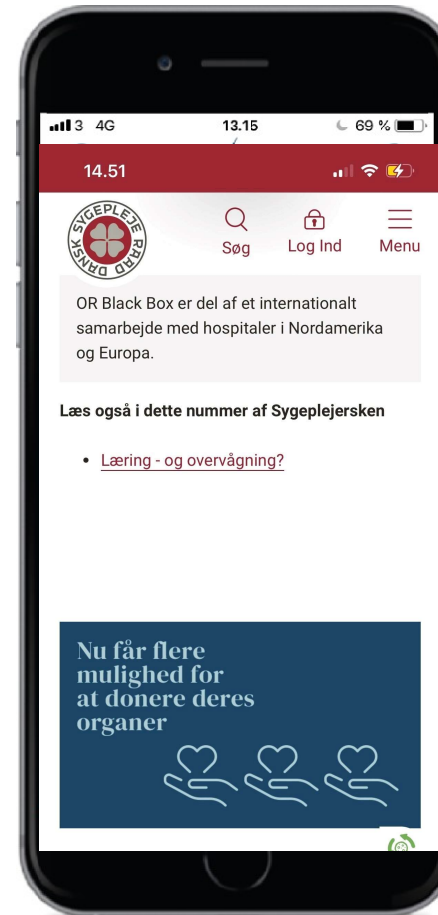 3 4G 13.15 69 %
14.51
DANSK SYGEPLEJE RAAD
Søg Log Ind Menu
OR Black Box er del af et internationalt
samarbejde med hospitaler i Nordamerika
og Europa.
Læs også i dette nummer af Sygeplejersken
• Læring - og overvågning?
Nu får flere
mulighed for
at donere deres
organer